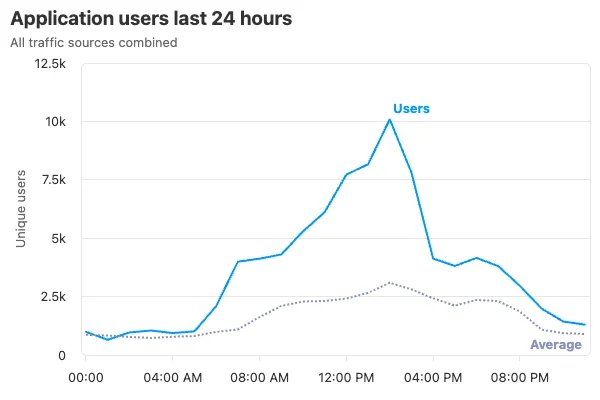 Application users last 24 hours
All traffic sources combined
12.5k
Users
10k
7.5k
Unique users
5k
2.5k
Average
0
00:00 04:00 AM 08:00 AM 12:00 PM 04:00 PM 08:00 PM